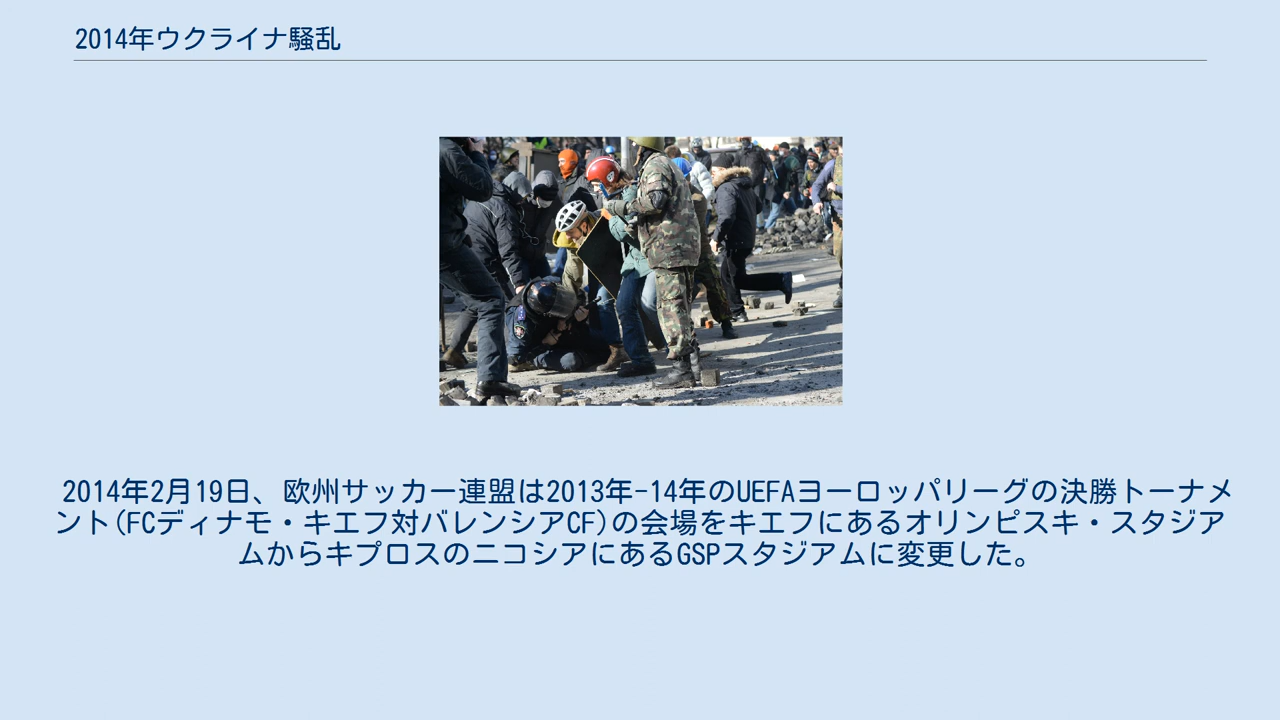 2014年ウクライナ騒乱
2014年2月19日、欧州サッカー連盟は2013年-14年のUEFAヨーロッパリーグの決勝トーナメ
ント(FCディナモ・キエフ対バレンシアCF)の会場をキエフにあるオリンピスキ・スタジア
ムからキプロスのニコシアにあるGSPスタジアムに変更した。